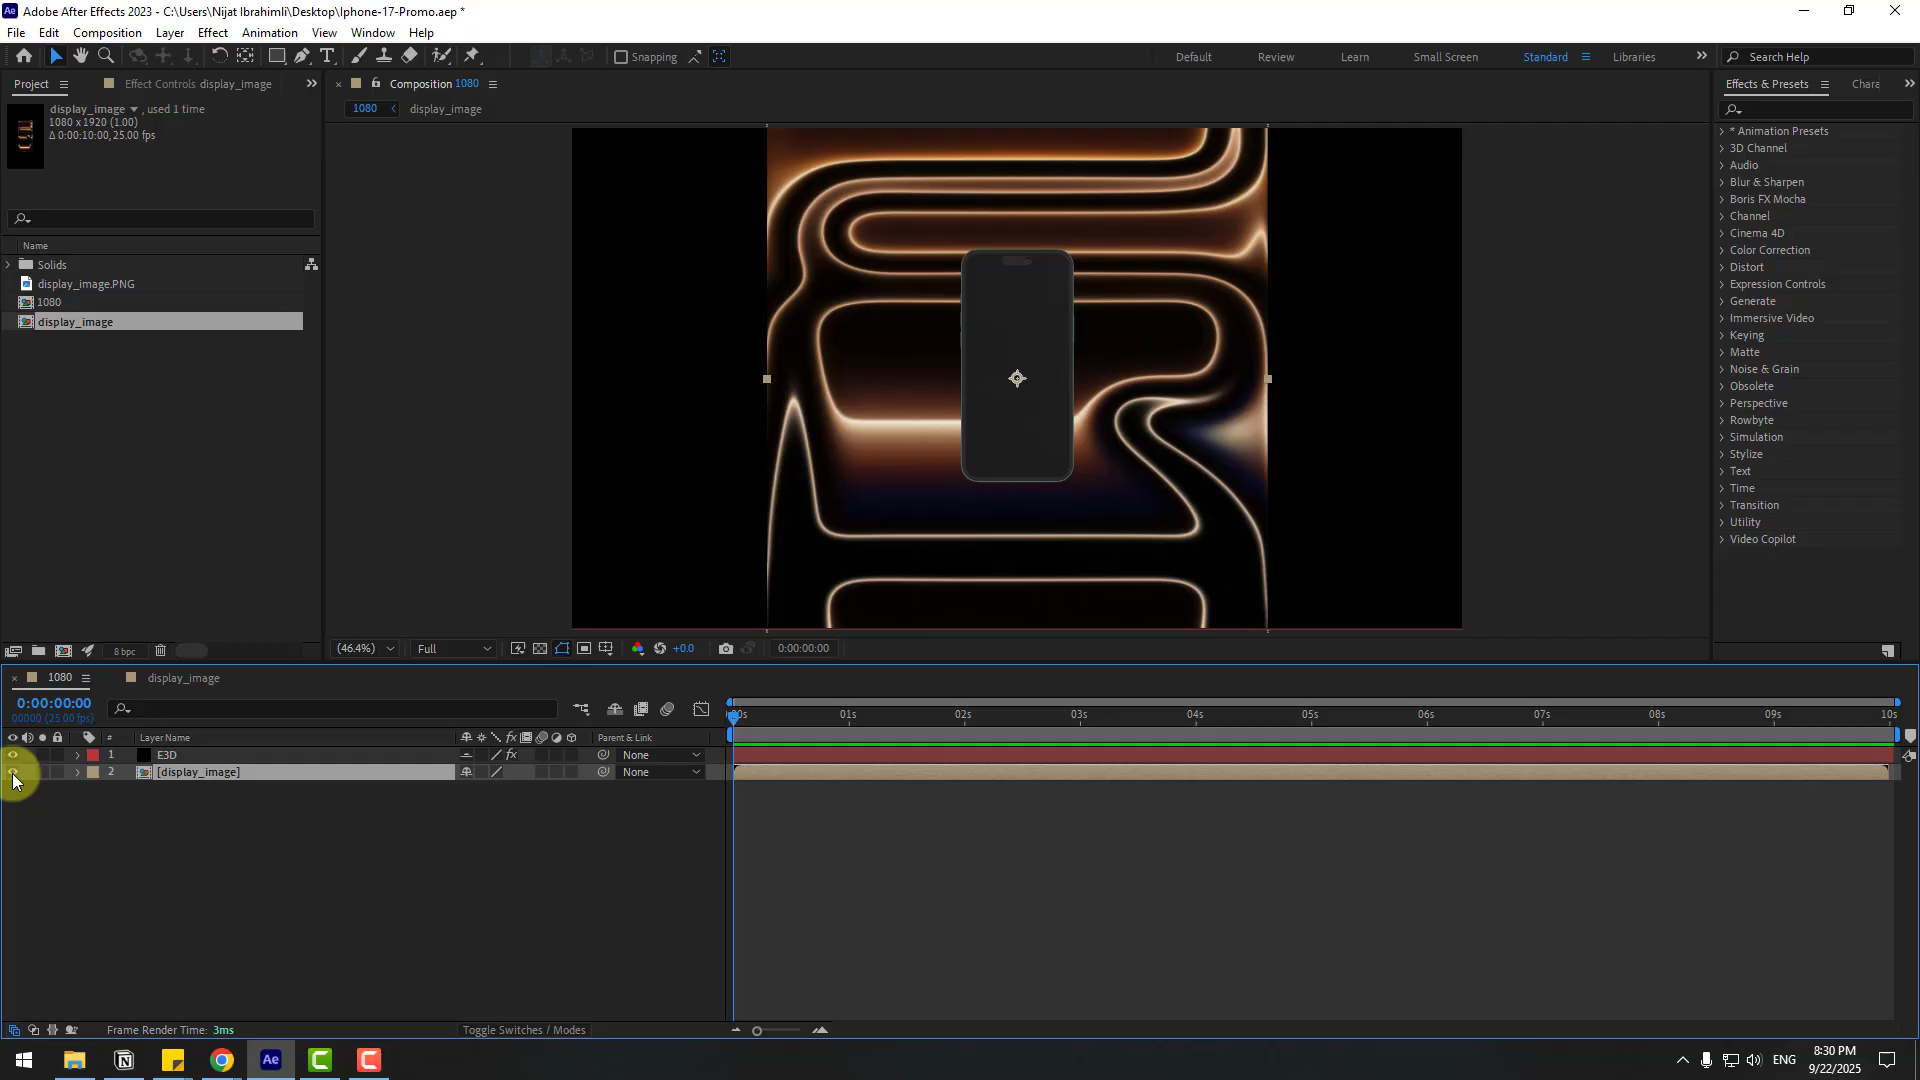 Ae Adobe After Effects 2023 - C:\Users\Nijat Ibrahimli\Desktop\Iphone-17-Promo.aep *
File Edit Composition Layer Effect Animation View Window Help
Snapping
Default Review Learn Small Screen Standard Libraries
Search Help
Project
Effect Controls display_image
Composition 1080
Effects & Presets
Chara
display_image , used 1 time
1080 x 1920 (1.00)
Δ 0:00:10:00, 25.00 fps
1080
display_image
Name
Solids
display_image.PNG
1080
display_image
* Animation Presets
3D Channel
Audio
Blur & Sharpen
Boris FX Mocha
Channel
Cinema 4D
Color Correction
Distort
Expression Controls
Generate
Immersive Video
Keying
Matte
Noise & Grain
Obsolete
Perspective
Rowbyte
Simulation
Stylize
Text
Time
Transition
Utility
Video Copilot
8 bpc
(46.4%)
Full
+0.0
0:00:00:00
1080
display_image
0:00:00:00
00000 (25.00 fps)
:00s 01s 02s 03s 04s 05s 06s 07s 08s 09s 10s
# Layer Name
Parent & Link
1 E3D None
2 [display_image] None
Frame Render Time: 3ms
Toggle Switches / Modes
Ae
ENG
8:30 PM
9/22/2025